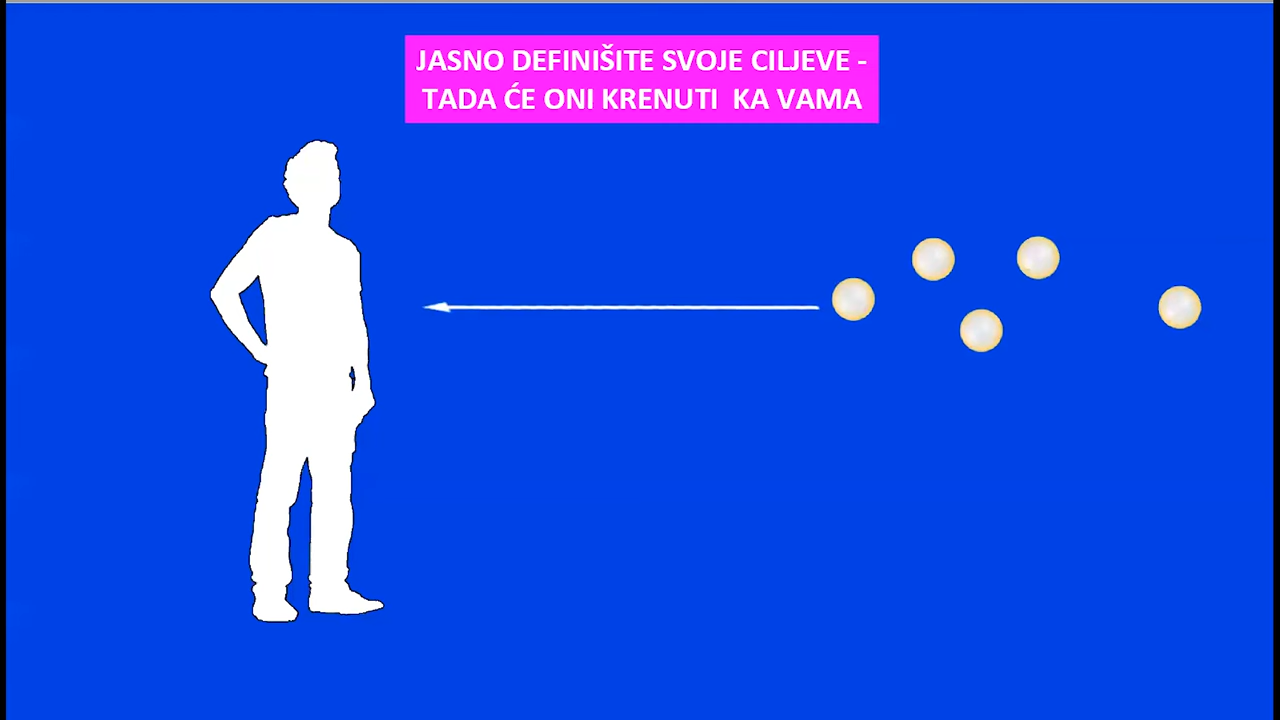 JASNO DEFINIŠITE SVOJE CILJEVE -
TADA ĆE ONI KRENUTI KA VAMA